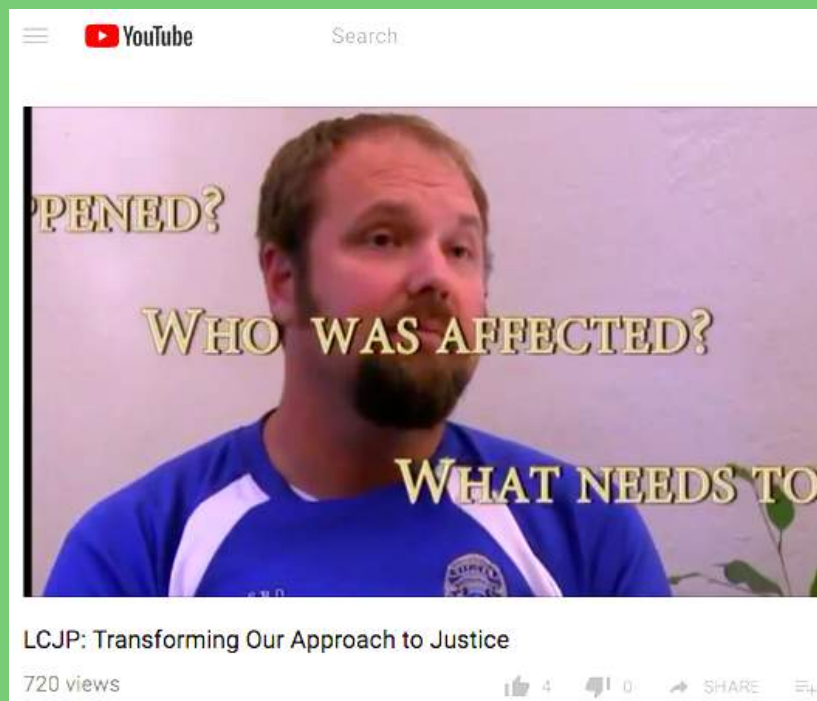 YouTube
Search
PPENED?
WHO WAS AFFECTED?
WHAT NEEDS TO
LCJP: Transforming Our Approach to Justice
720 views
4
0
SHARE